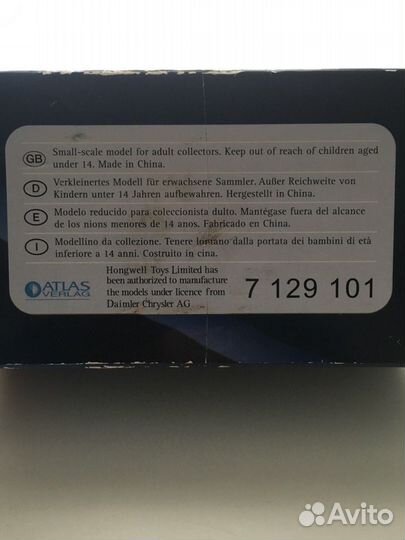 GB Small-scale model for adult collectors. Keep out of reach of children aged
under 14. Made in China.
D Verkleinertes Modell für erwachsene Sammler. Außer Reichweite von
Kindern unter 14 Jahren aufbewahren. Hergestellt in China.
E Modelo reducido para coleccionista adulto. Mantégase fuera del alcance
de los nions menores de 14 anos. Fabricado en China.
I Modellino da collezione. Tenere lontano dalla portata dei bambini di età
inferiore a 14 anni. Costruito in cina.
ATLAS
VERLAG
Hongwell Toys Limited has
been authorized to manufacture
the models under licence from
Daimler Chrysler AG
7 129 101
Avito